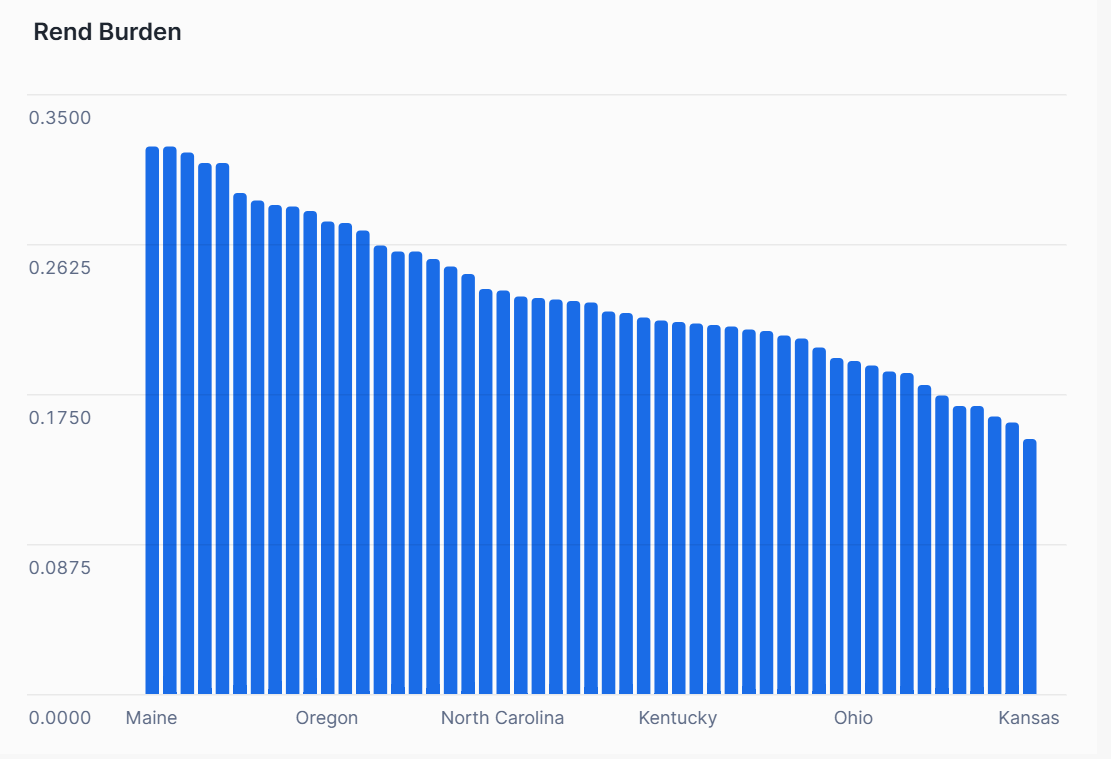 Rend Burden
0.3500
0.2625
0.1750
0.0875
0.0000
Maine Oregon North Carolina Kentucky Ohio Kansas